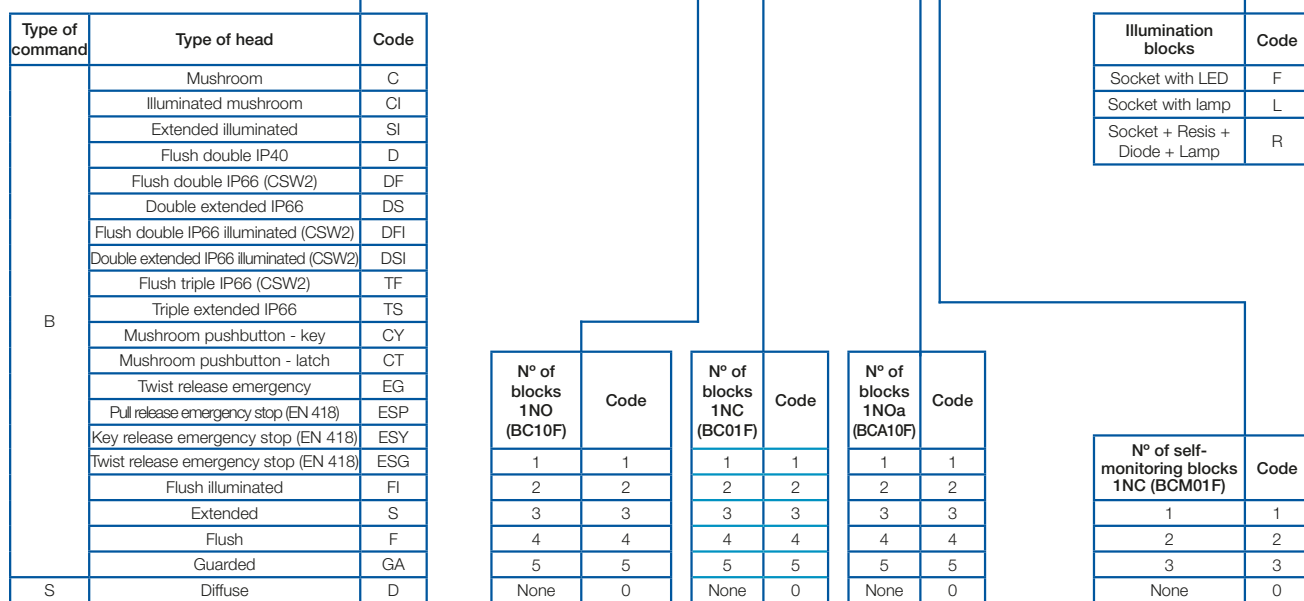 Type of
command
Type of head
Code
B
Mushroom
C
Illuminated mushroom
CI
Extended illuminated
SI
Flush double IP40
D
Flush double IP66 (CSW2)
DF
Double extended IP66
DS
Flush double IP66 illuminated (CSW2)
DFI
Double extended IP66 illuminated (CSW2)
DSI
Flush triple IP66 (CSW2)
TF
Triple extended IP66
TS
Mushroom pushbutton - key
CY
Mushroom pushbutton - latch
CT
Twist release emergency
EG
Pull release emergency stop (EN 418)
ESP
Key release emergency stop (EN 418)
ESY
Twist release emergency stop (EN 418)
ESG
Flush illuminated
FI
Extended
S
Flush
F
Guarded
GA
S
Diffuse
D
Nº of
blocks
1NO
(BC10F)
Code
1
1
2
2
3
3
4
4
5
5
None
0
Nº of
blocks
1NC
(BC01F)
Code
1
1
2
2
3
3
4
4
5
5
None
0
Nº of
blocks
1NOa
(BCA10F)
Code
1
1
2
2
3
3
4
4
5
5
None
0
Illumination
blocks
Code
Socket with LED
F
Socket with lamp
L
Socket + Resis +
Diode + Lamp
R
Nº of self-
monitoring blocks
1NC (BCM01F)
Code
1
1
2
2
3
3
None
0